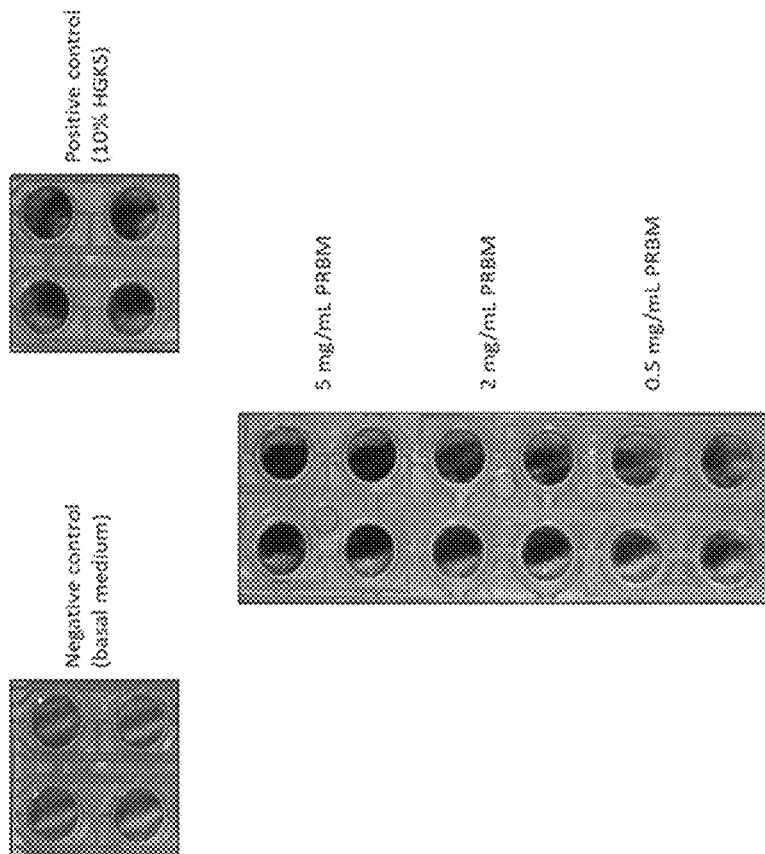 Negative control
(basal medium)
Positive control
(10% HGKS)
5 mg/mL PRBM
2 mg/mL PRBM
0.5 mg/mL PRBM